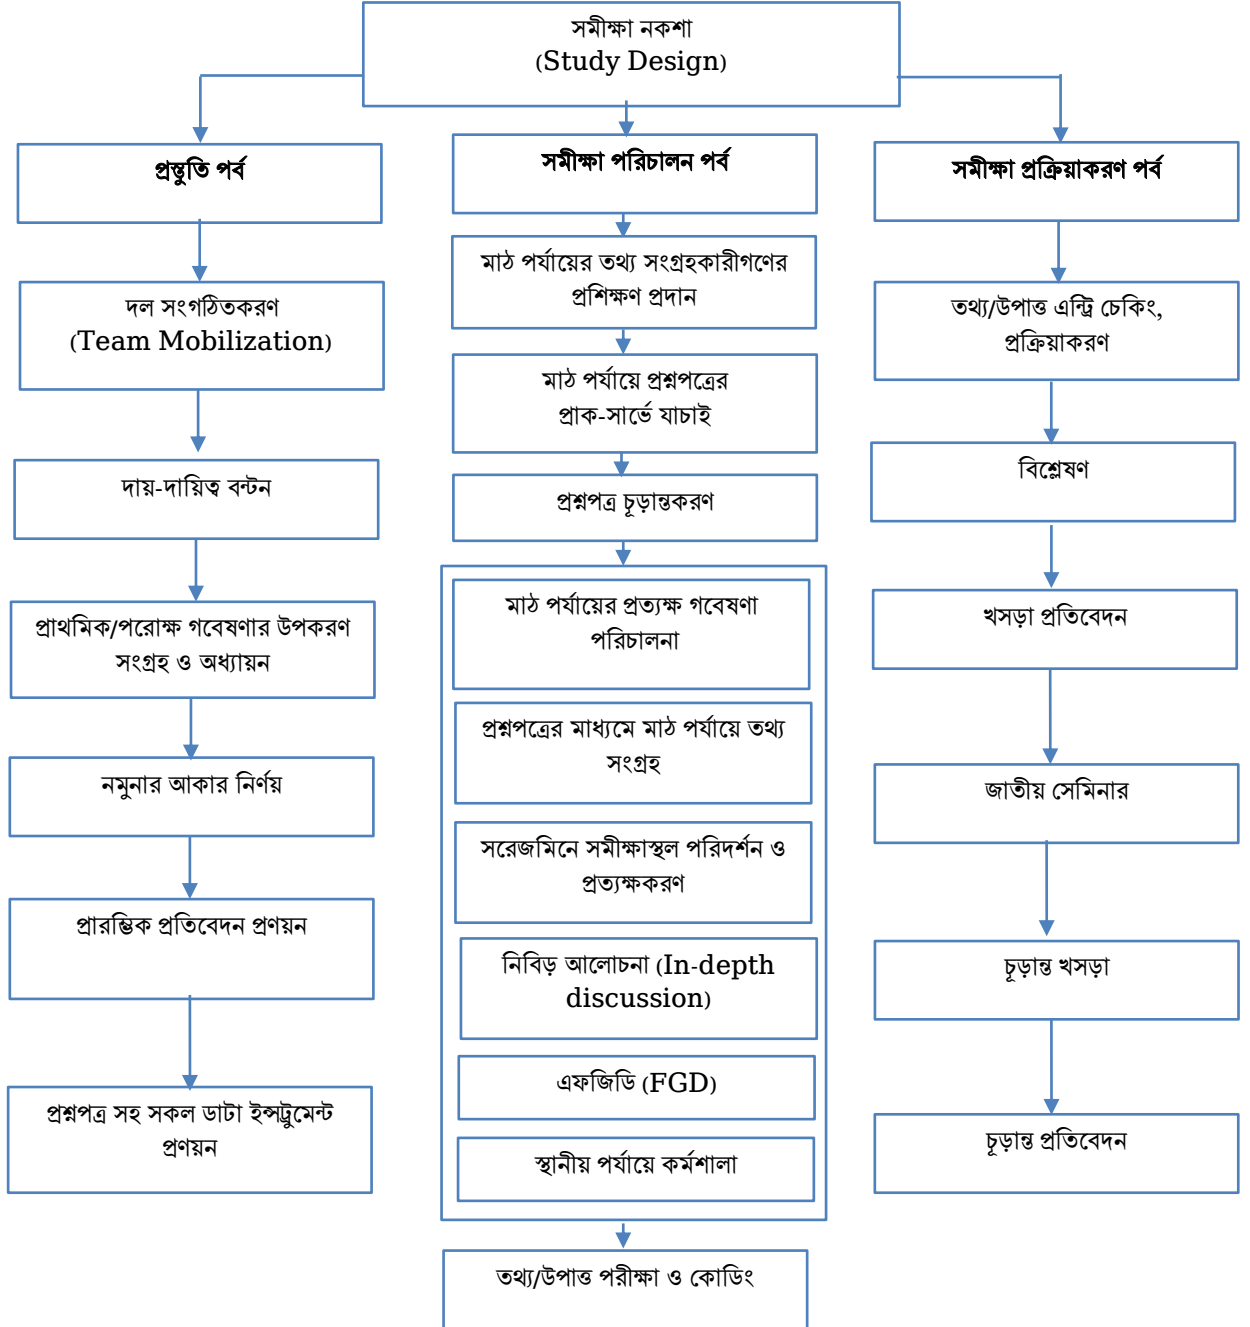 সমীক্ষা নকশা
(Study Design)
প্রস্তুতি পর্ব
দল সংগঠিতকরণ
(Team Mobilization)
দায়-দায়িত্ব বন্টন
প্রাথমিক/পরোক্ষ গবেষণার উপকরণ
সংগ্রহ ও অধ্যায়ন
নমুনার আকার নির্ণয়
প্রারম্ভিক প্রতিবেদন প্রণয়ন
প্রশ্নপত্র সহ সকল ডাটা ইন্সট্রুমেন্ট
প্রণয়ন
সমীক্ষা পরিচালন পর্ব
মাঠ পর্যায়ের তথ্য সংগ্রহকারীগণের
প্রশিক্ষণ প্রদান
মাঠ পর্যায়ে প্রশ্নপত্রের
প্রাক-সার্ভে যাচাই
প্রশ্নপত্র চূড়ান্তকরণ
মাঠ পর্যায়ের প্রত্যক্ষ গবেষণা
পরিচালনা
প্রশ্নপত্রের মাধ্যমে মাঠ পর্যায়ে তথ্য
সংগ্রহ
সরেজমিনে সমীক্ষাস্থল পরিদর্শন ও
প্রত্যক্ষকরণ
নিবিড় আলোচনা (In-depth
discussion)
এফজিডি (FGD)
স্থানীয় পর্যায়ে কর্মশালা
তথ্য/উপাত্ত পরীক্ষা ও কোডিং
সমীক্ষা প্রক্রিয়াকরণ পর্ব
তথ্য/উপাত্ত এন্ট্রি চেকিং,
প্রক্রিয়াকরণ
বিশ্লেষণ
খসড়া প্রতিবেদন
জাতীয় সেমিনার
চূড়ান্ত খসড়া
চূড়ান্ত প্রতিবেদন